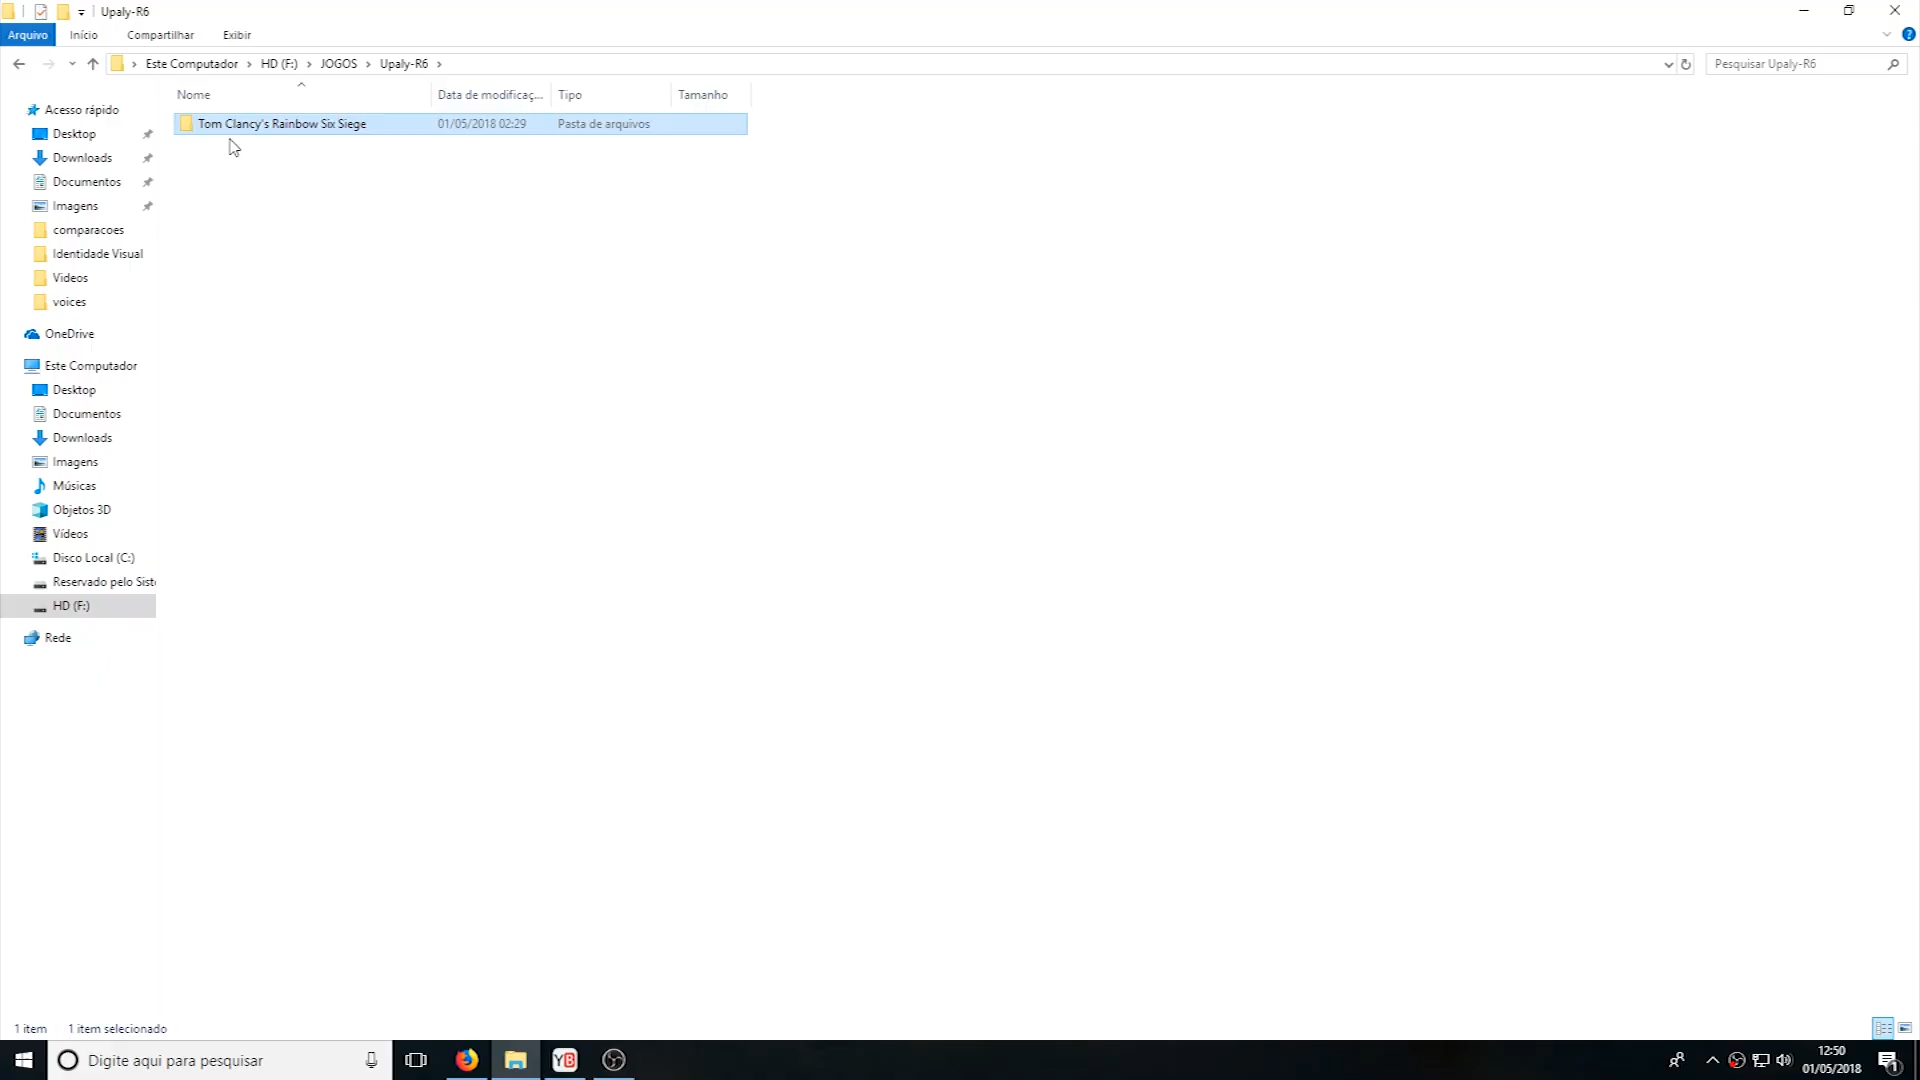 Upaly-R6
Arquivo Início Compartilhar Exibir
Este Computador HD (F:) JOGOS Upaly-R6
Pesquisar Upaly-R6
Nome Data de modificaç... Tipo Tamanho
Tom Clancy's Rainbow Six Siege 01/05/2018 02:29 Pasta de arquivos
Acesso rápido
Desktop
Downloads
Documentos
Imagens
comparacoes
Identidade Visual
Videos
voices
OneDrive
Este Computador
Desktop
Documentos
Downloads
Imagens
Músicas
Objetos 3D
Vídeos
Disco Local (C:)
Reservado pelo Siste
HD (F:)
Rede
1 item 1 item selecionado
Digite aqui para pesquisar
YB
12:50
01/05/2018
1